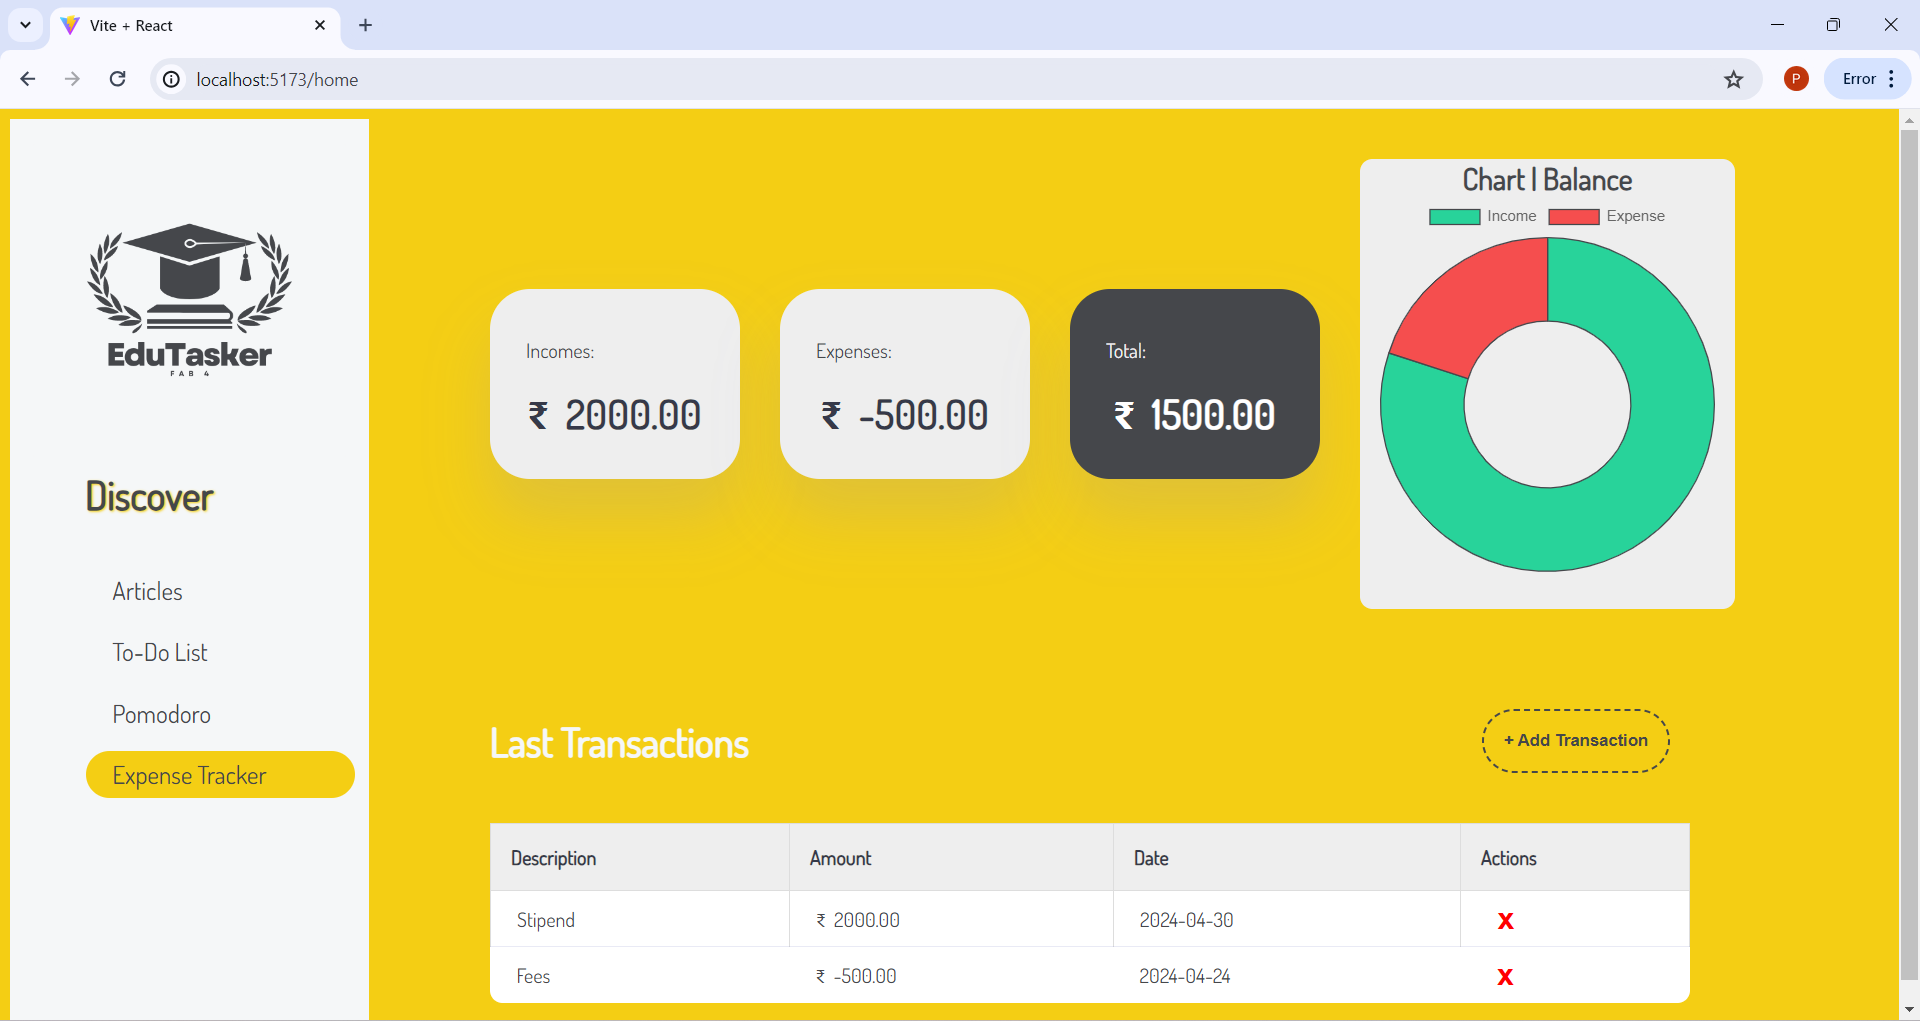 Vite + React
localhost:5173/home
P
Error
EduTasker
FAB 4
Discover
Articles
To-Do List
Pomodoro
Expense Tracker
Incomes:
₹ 2000.00
Expenses:
₹ -500.00
Total:
₹ 1500.00
Chart | Balance
Income Expense
Last Transactions
+ Add Transaction
Description Amount Date Actions
Stipend ₹ 2000.00 2024-04-30 X
Fees ₹ -500.00 2024-04-24 X